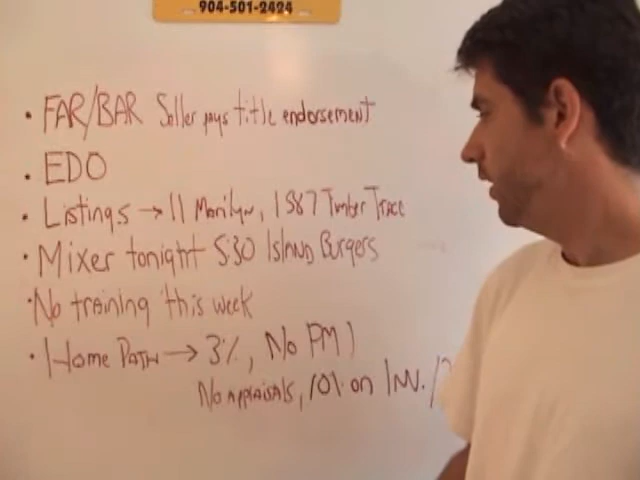 904-501-2424
• FAR/BAR Seller pays title endorsement
• EDO
• Listings → 11 Marilyn, 1587 Timber Trace
• Mixer tonight 5:30 Island Burgers
• No training this week
• Home Path → 3%, No PMI
No Appraisals, 10% on Inv.